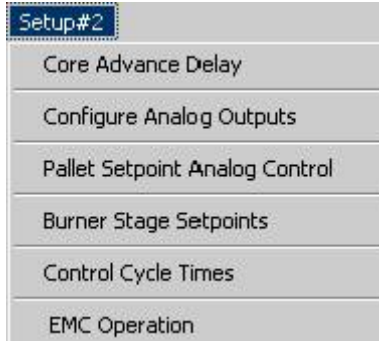 Setup#2
Core Advance Delay
Configure Analog Outputs
Pallet Setpoint Analog Control
Burner Stage Setpoints
Control Cycle Times
EMC Operation